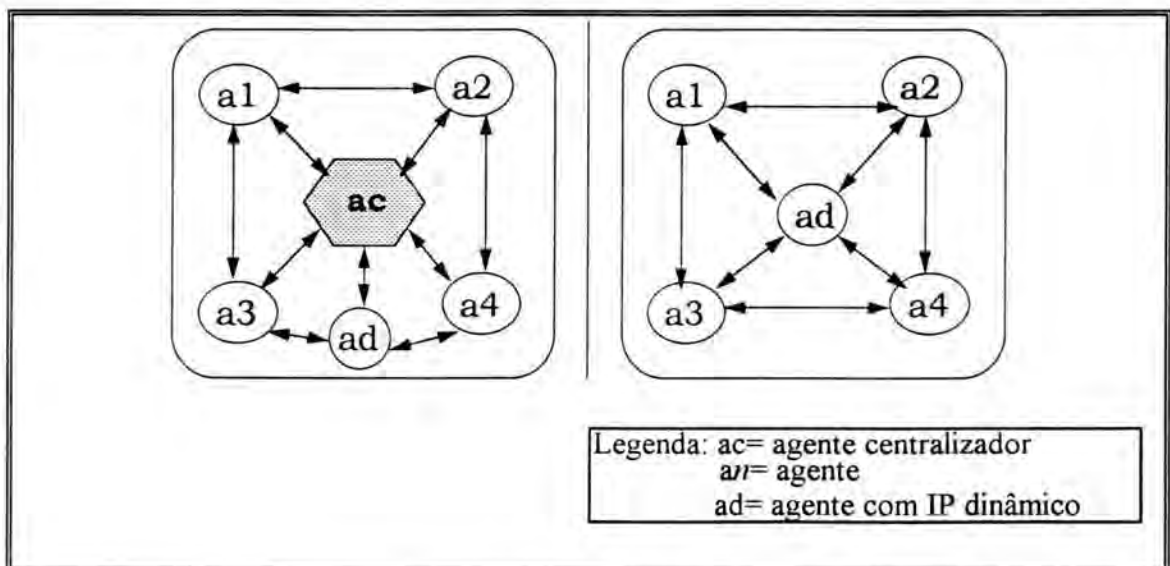 a1 a2
ac
a3 ad a4
a1 a2
ad
a3 a4
Legenda: ac= agente centralizador
an= agente
ad= agente com IP dinâmico